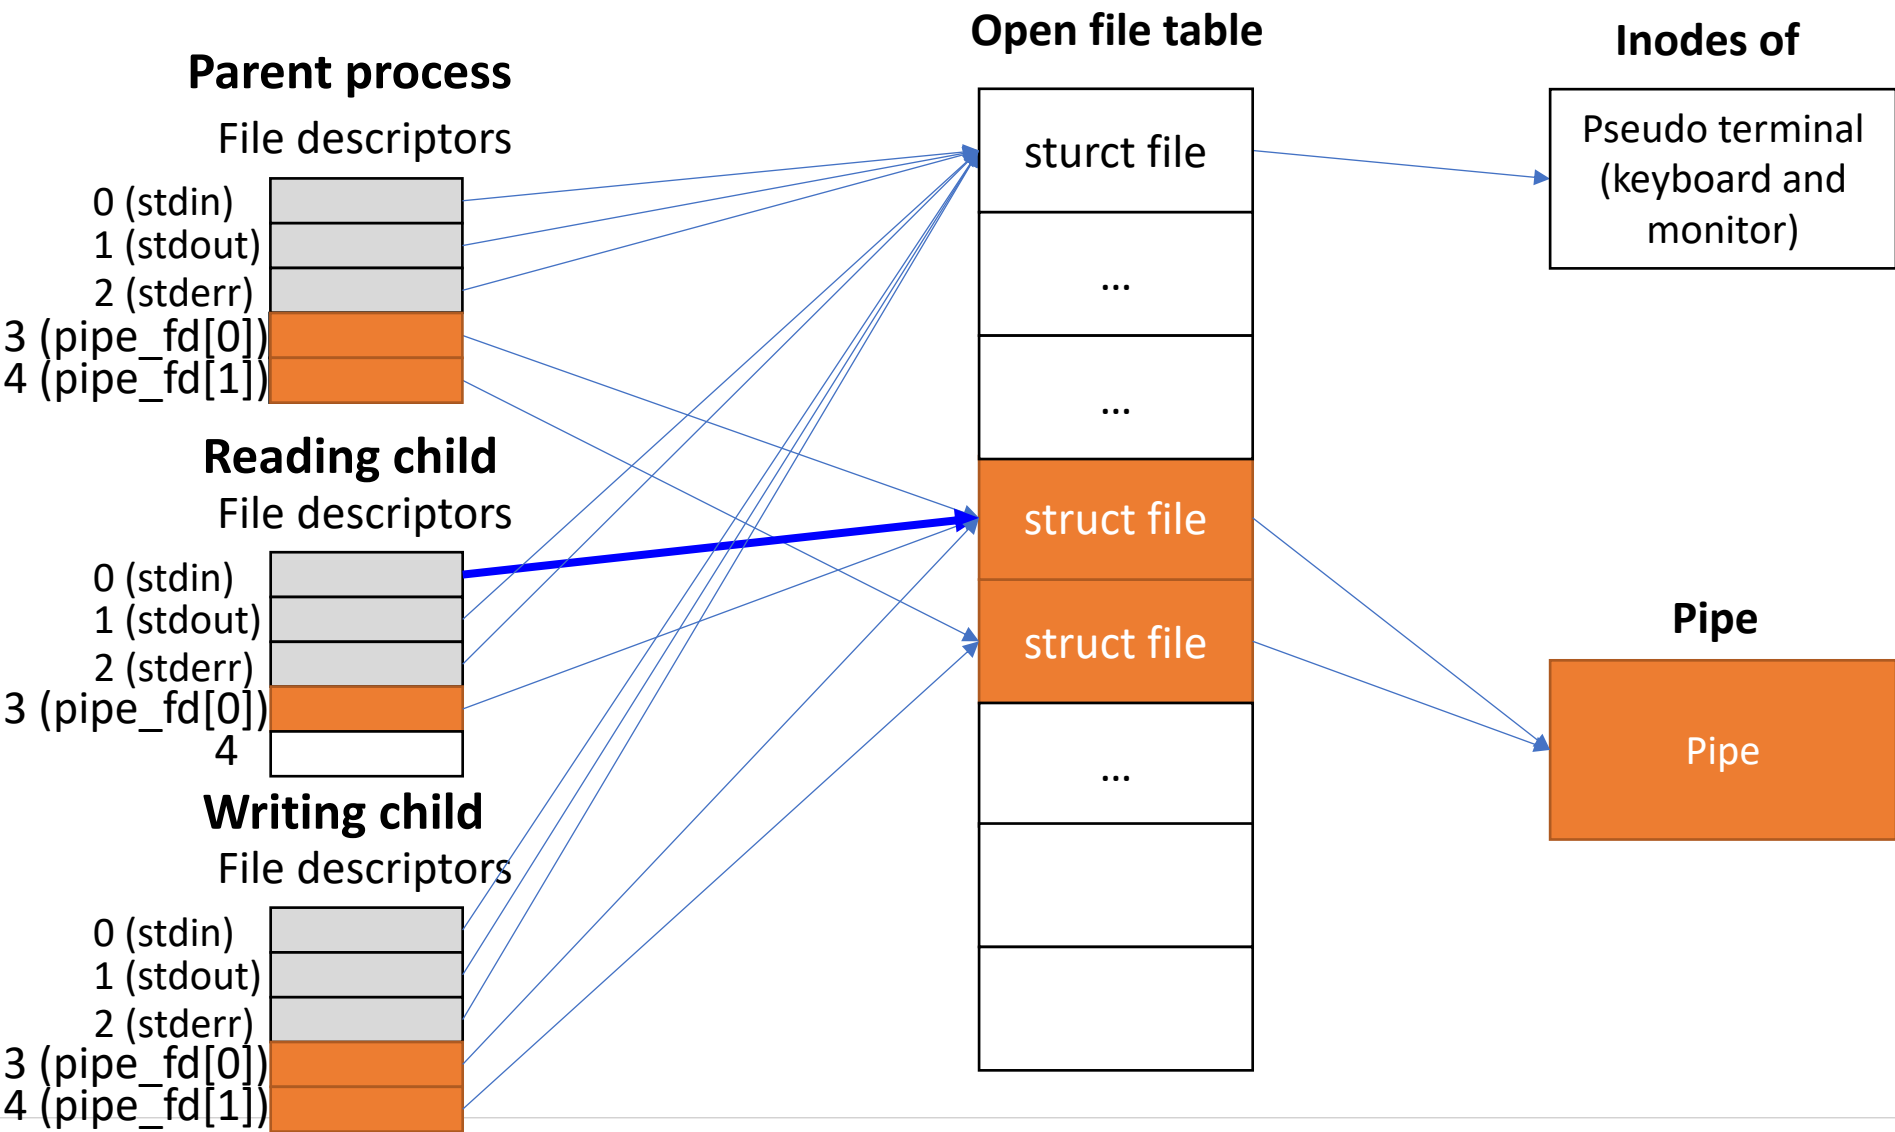 Parent process
File descriptors
0 (stdin)
1 (stdout)
2 (stderr)
3 (pipe_fd[0])
4 (pipe_fd[1])
Reading child
File descriptors
0 (stdin)
1 (stdout)
2 (stderr)
3 (pipe_fd[0])
4
Writing child
File descriptors
0 (stdin)
1 (stdout)
2 (stderr)
3 (pipe_fd[0])
4 (pipe_fd[1])
Open file table
sturct file
...
...
struct file
struct file
...
Inodes of
Pseudo terminal
(keyboard and
monitor)
Pipe
Pipe